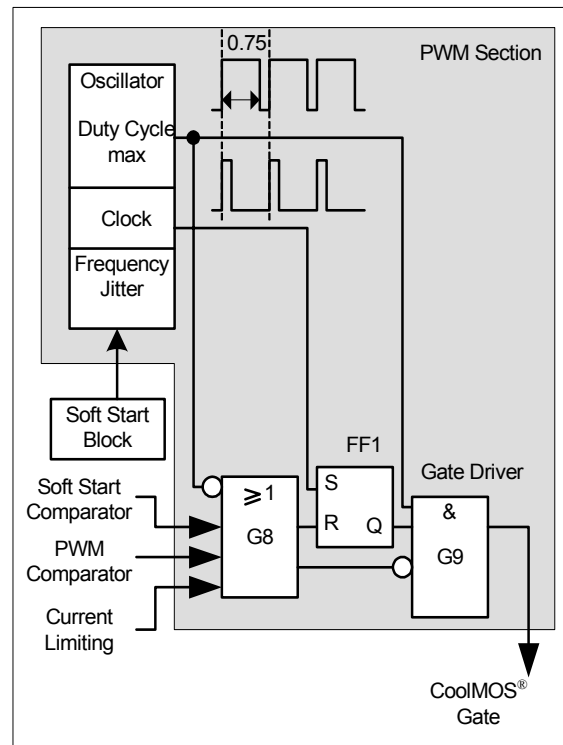 0.75
PWM Section
Oscillator
Duty Cycle
max
Clock
Frequency
Jitter
Soft Start
Block
FF1
Gate Driver
Soft Start
Comparator
PWM
Comparator
Current
Limiting
≥1
G8
S
R
Q
&
G9
CoolMOS®
Gate